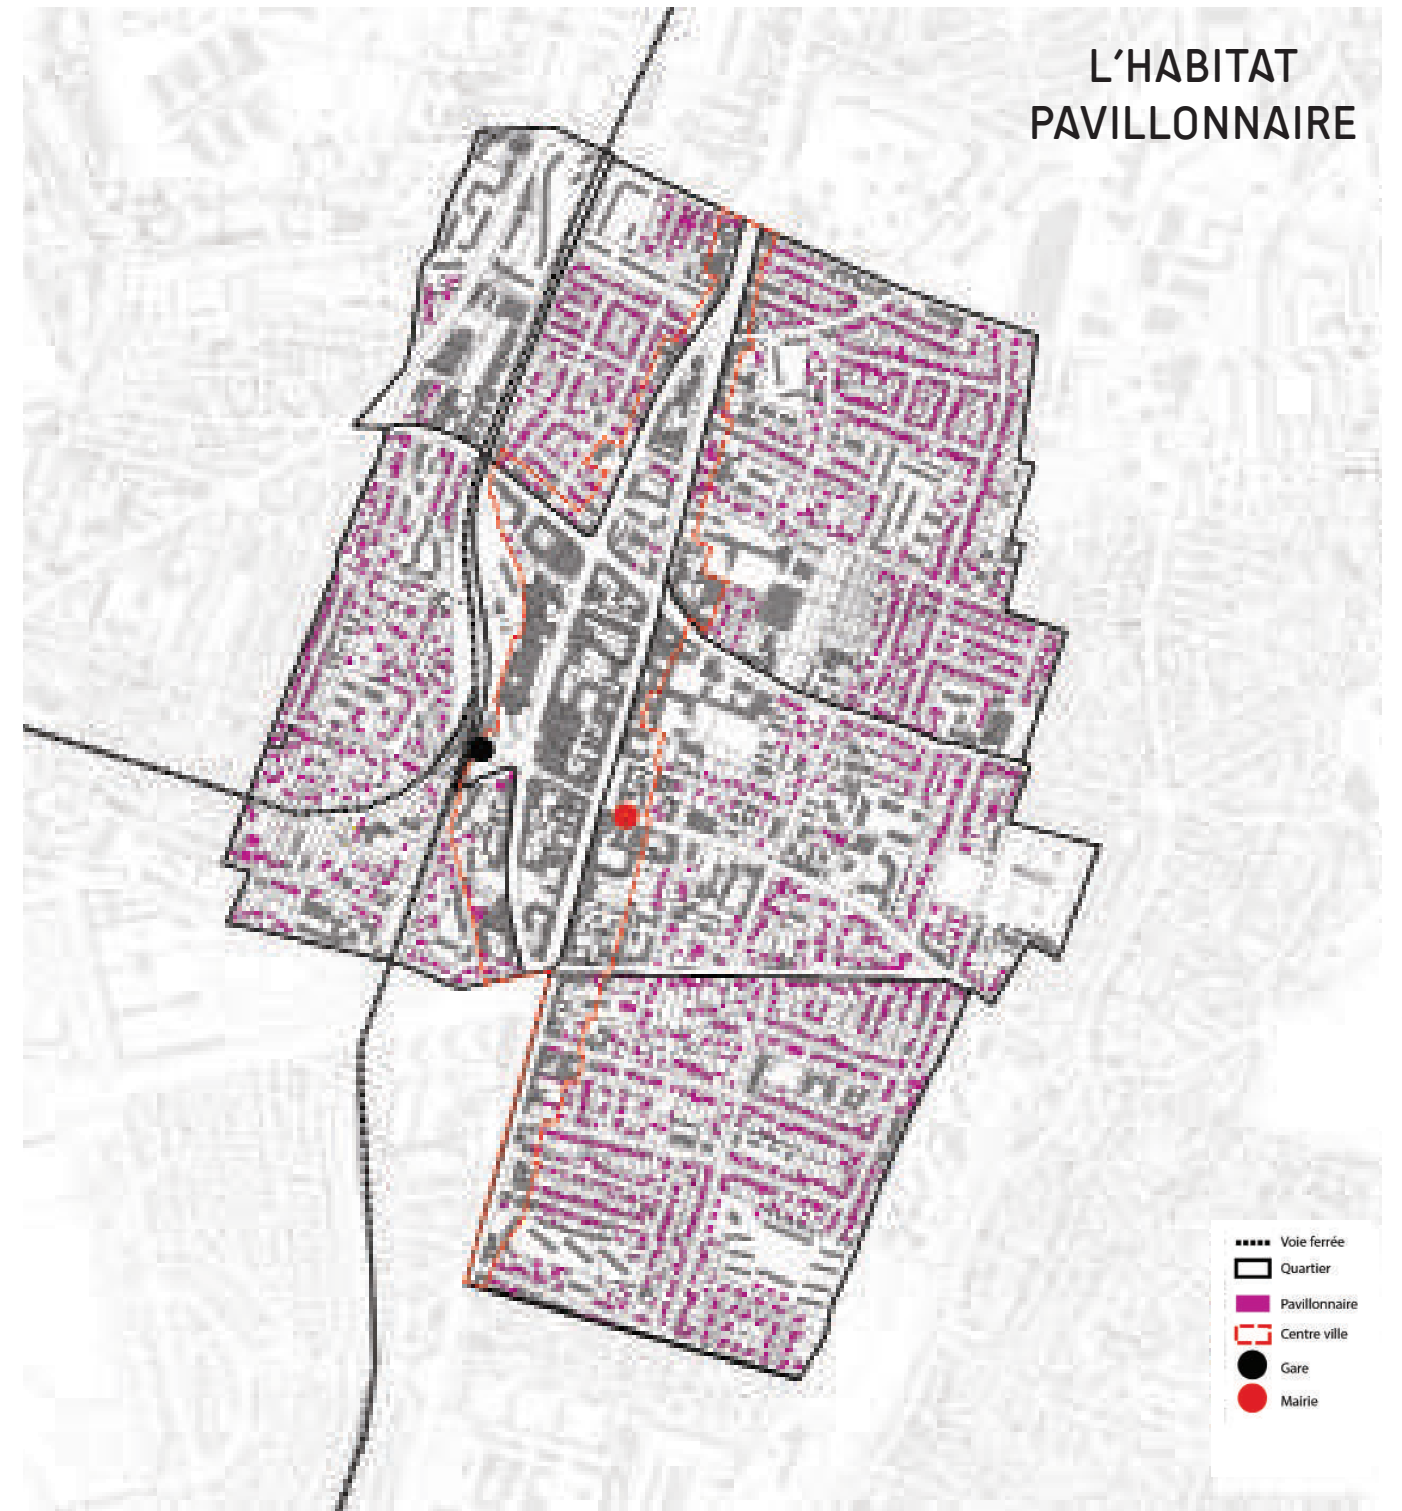 L'HABITAT
PAVILLONNAIRE
Voie ferrée
Quartier
Pavillonnaire
Centre ville
Gare
Mairie